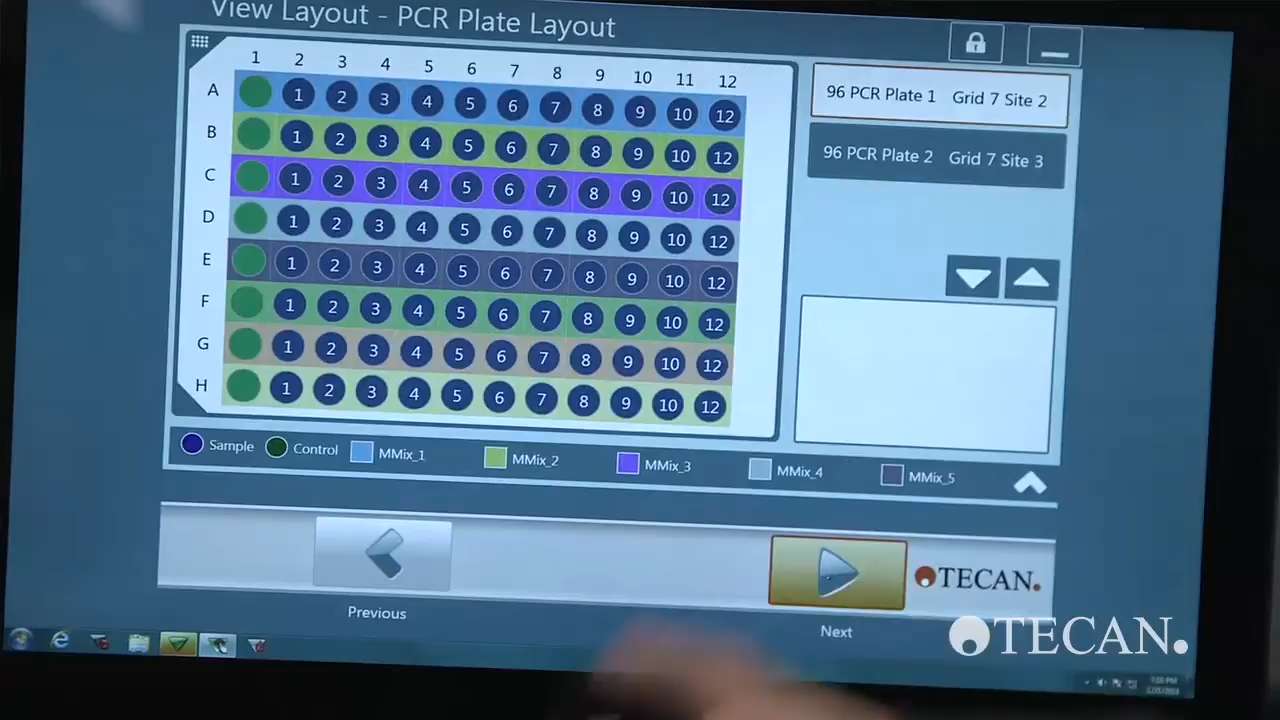 View Layout - PCR Plate Layout
1 2 3 4 5 6 7 8 9 10 11 12
A 1 2 3 4 5 6 7 8 9 10 12
B 1 2 3 4 5 6 7 8 9 10 12
C 1 2 3 4 5 6 7 8 9 10 12
D 1 2 3 4 5 6 7 8 9 10 12
E 1 2 3 4 5 6 7 8 9 10 12
F 1 2 3 4 5 6 7 8 9 10 12
G 1 2 3 4 5 6 7 8 9 10 12
H 1 2 3 4 5 6 7 8 9 10 12
96 PCR Plate 1 Grid 7 Site 2
96 PCR Plate 2 Grid 7 Site 3
Sample Control MMix_1 MMix_2 MMix_3 MMix_4 MMix_5
TECAN.
Previous
Next
TECAN.